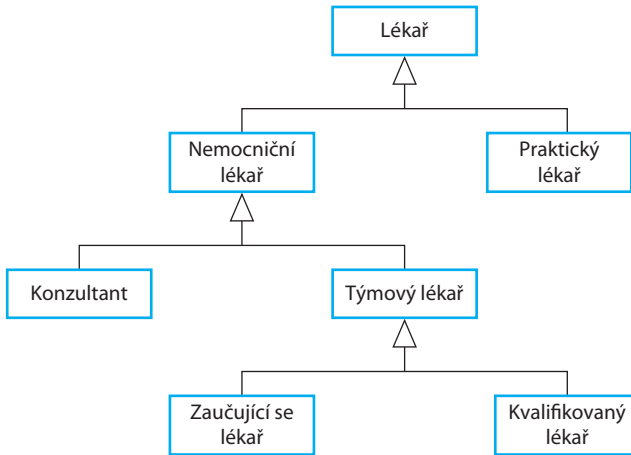 Lékař
Nemocniční
lékař
Praktický
lékař
Konzultant
Týmový lékař
Zaučující se
lékař
Kvalifikovaný
lékař